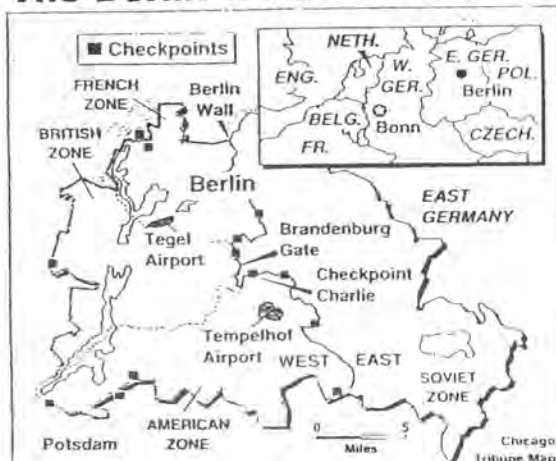 Checkpoints
FRENCH
ZONE
Berlin
Wall
BRITISH
ZONE
Berlin
Tegel
Airport
Brandenburg
Gate
Checkpoint
Charlie
Tempelhof
Airport
WEST
EAST
EAST
GERMANY
SOVIET
ZONE
AMERICAN
ZONE
Potsdam
0 5
Miles
Chicago
Tribune Map
NETH.
ENG.
W.
GER.
E. GER.
POL.
Berlin
BELG.
Bonn
FR.
CZECH.